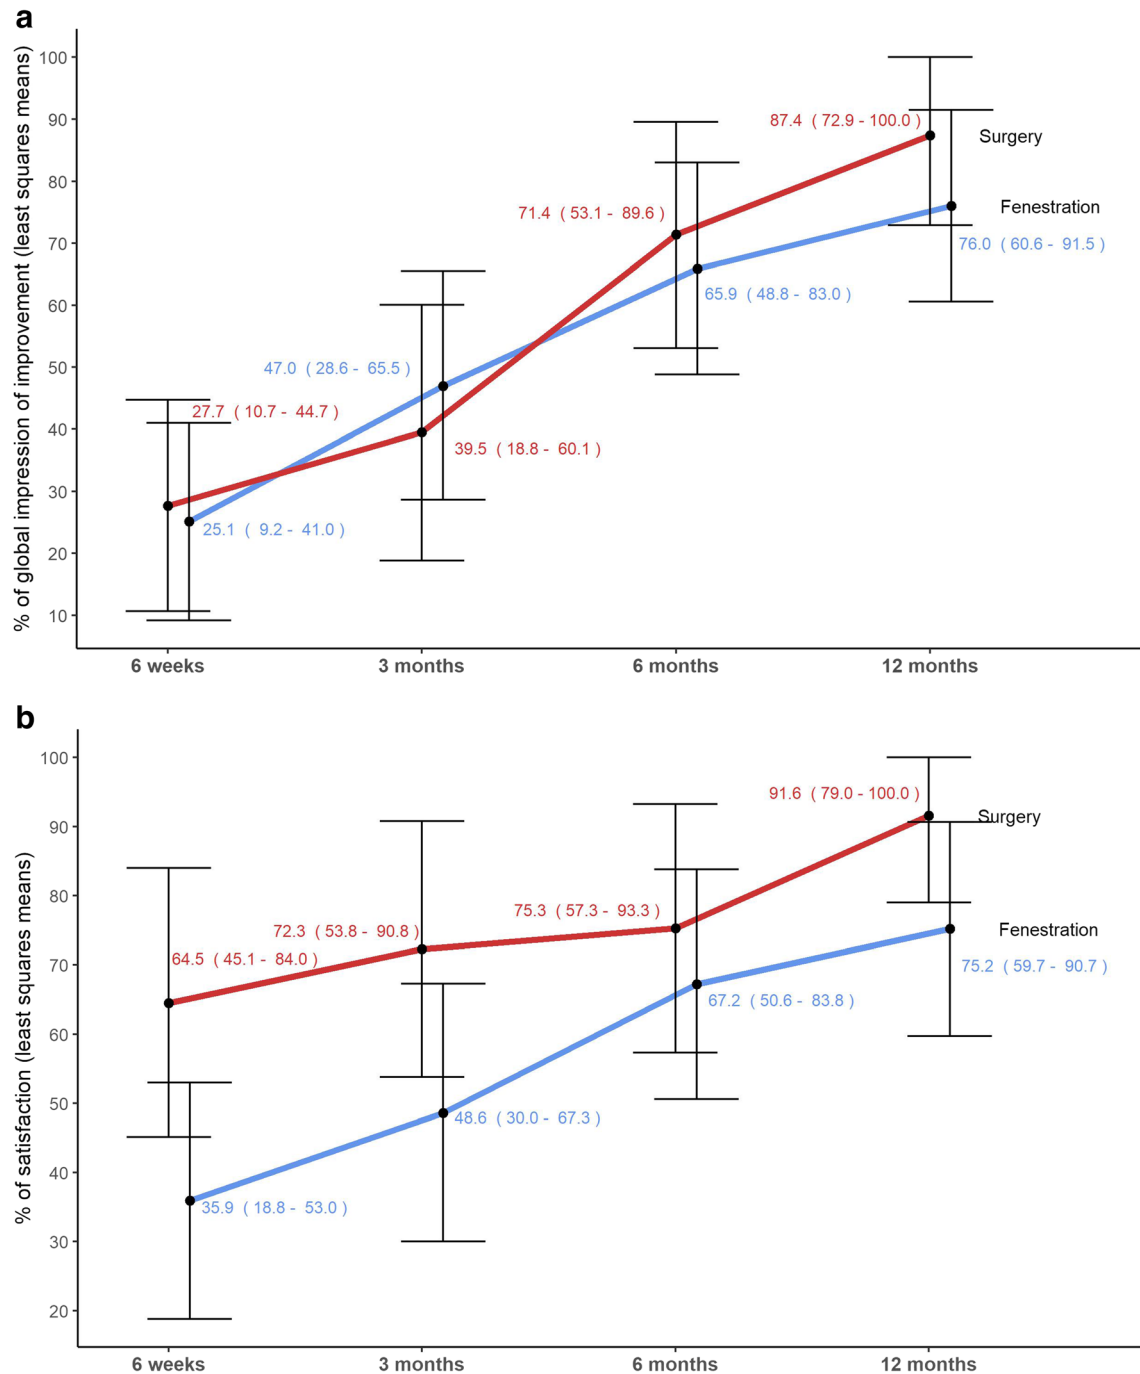 a
% of global impression of improvement (least squares means)
100
90
80
70
60
50
40
30
20
10
87.4 ( 72.9 - 100.0 )
Surgery
71.4 ( 53.1 - 89.6 )
Fenestration
76.0 ( 60.6 - 91.5 )
65.9 ( 48.8 - 83.0 )
47.0 ( 28.6 - 65.5 )
27.7 ( 10.7 - 44.7 )
39.5 ( 18.8 - 60.1 )
25.1 ( 9.2 - 41.0 )
6 weeks 3 months 6 months 12 months
b
% of satisfaction (least squares means)
100
90
80
70
60
50
40
30
20
91.6 ( 79.0 - 100.0 )
Surgery
75.3 ( 57.3 - 93.3 )
72.3 ( 53.8 - 90.8 )
Fenestration
64.5 ( 45.1 - 84.0 )
75.2 ( 59.7 - 90.7 )
67.2 ( 50.6 - 83.8 )
48.6 ( 30.0 - 67.3 )
35.9 ( 18.8 - 53.0 )
6 weeks 3 months 6 months 12 months